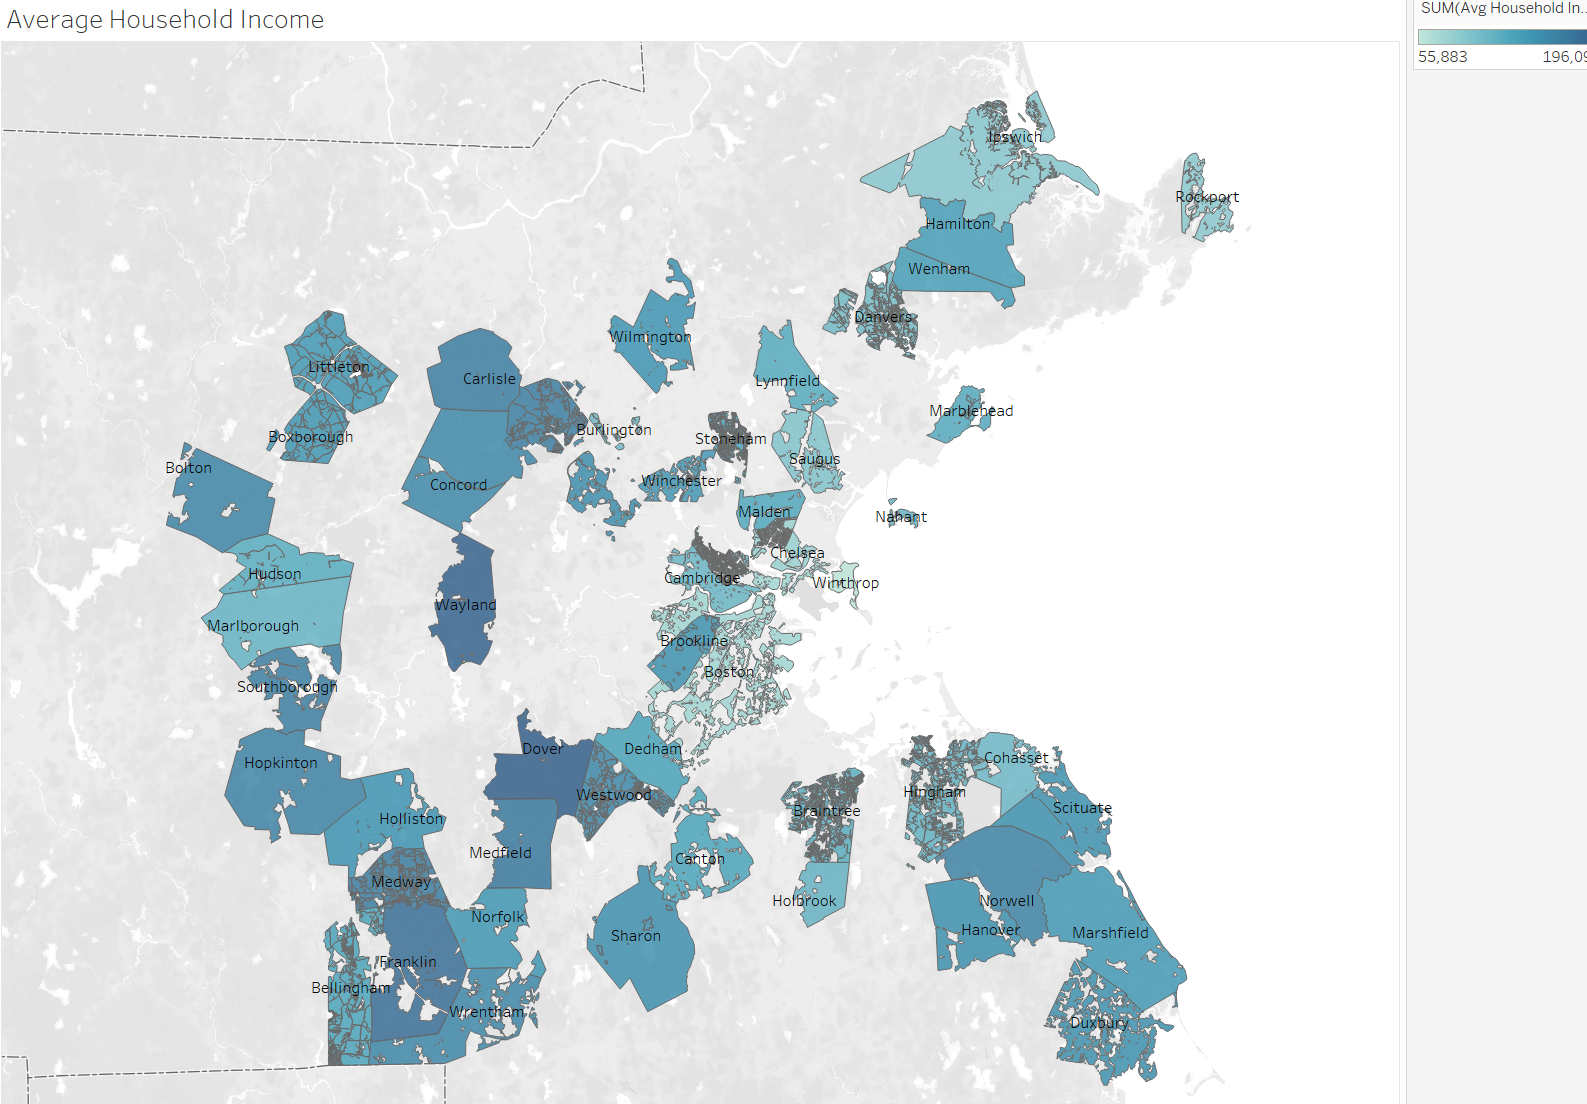 Average Household Income
SUM(Avg Household In..
55,883
196,09
Ipswich
Rockport
Hamilton
Wenham
Danvers
Wilmington
Littleton
Carlisle
Lynnfield
Marblehead
Burlington
Boxborough
Stoneham
Saugus
Bolton
Winchester
Concord
Malden
Nahant
Chelsea
Hudson
Cambridge
Winthrop
Wayland
Marlborough
Brookline
Boston
Southborough
Dover
Dedham
Cohasset
Hopkinton
Hingham
Westwood
Scituate
Braintree
Holliston
Medfield
Canton
Medway
Holbrook
Norwell
Norfolk
Hanover
Marshfield
Sharon
Franklin
Bellingham
Wrentham
Duxbury